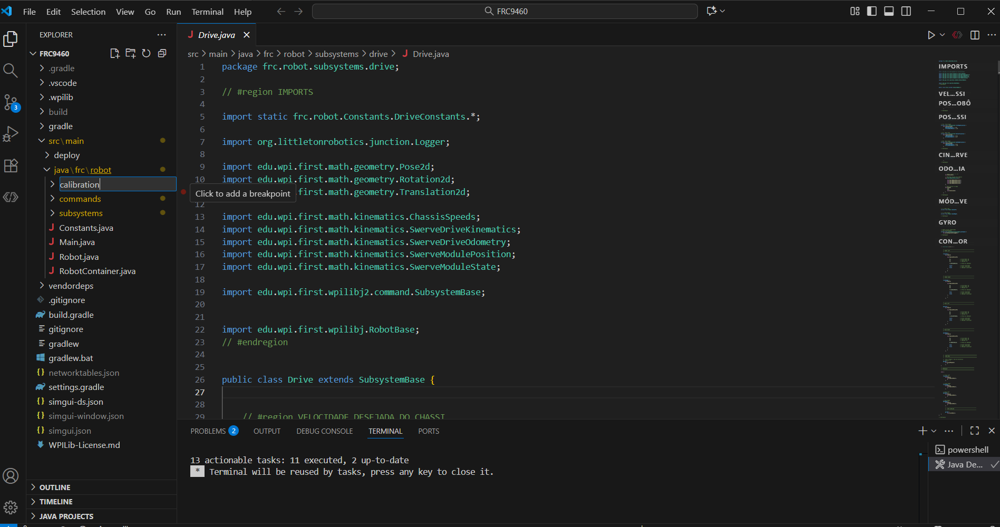 File Edit Selection View Go Run Terminal Help
FRC9460
EXPLORER
FRC9460
.gradle
.vscode
.wpilib
build
gradle
src\main
deploy
java\frc\robot
calibration
commands
subsystems
Constants.java
Main.java
Robot.java
RobotContainer.java
vendordeps
.gitignore
build.gradle
gitignore
gradlew
gradlew.bat
networktables.json
settings.gradle
simgui-ds.json
simgui-window.json
simgui.json
WPILib-License.md
OUTLINE
TIMELINE
JAVA PROJECTS
3
Drive.java
src > main > java > frc > robot > subsystems > drive > Drive.java
1 package frc.robot.subsystems.drive;
2
3 // #region IMPORTS
4
5 import static frc.robot.Constants.DriveConstants.*;
6
7 import org.littletonrobotics.junction.Logger;
8
9 import edu.wpi.first.math.geometry.Pose2d;
10 import edu.wpi.first.math.geometry.Rotation2d;
.first.math.geometry.Translation2d;
Click to add a breakpoint
12
13 import edu.wpi.first.math.kinematics.ChassisSpeeds;
14 import edu.wpi.first.math.kinematics.SwerveDriveKinematics;
15 import edu.wpi.first.math.kinematics.SwerveDriveOdometry;
16 import edu.wpi.first.math.kinematics.SwerveModulePosition;
17 import edu.wpi.first.math.kinematics.SwerveModuleState;
18
19 import edu.wpi.first.wpilibj2.command.SubsystemBase;
20
21
22 import edu.wpi.first.wpilibj.RobotBase;
23 // #endregion
24
25
26 public class Drive extends SubsystemBase {
27
28
29 // #region VELOCIDADE DESEJADA DO CHASSI
IMPORTS
VEL...SSI
POS...OBÔ
POS...SSI
CIN...RVE
ODO...IA
MÓD...VE
GYRO
CON...OR
PROBLEMS 2 OUTPUT DEBUG CONSOLE TERMINAL PORTS
13 actionable tasks: 11 executed, 2 up-to-date
* Terminal will be reused by tasks, press any key to close it.
powershell
Java De...